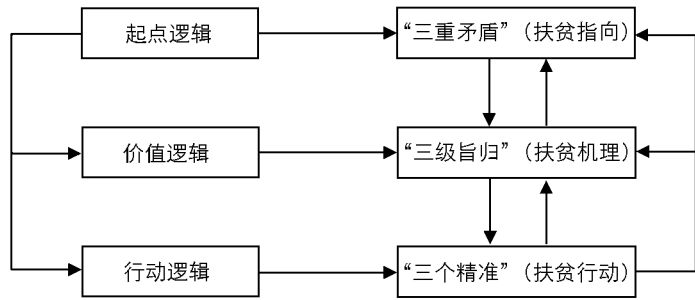 起点逻辑
“三重矛盾”(扶贫指向)
价值逻辑
“三级旨归”(扶贫机理)
行动逻辑
“三个精准”(扶贫行动)